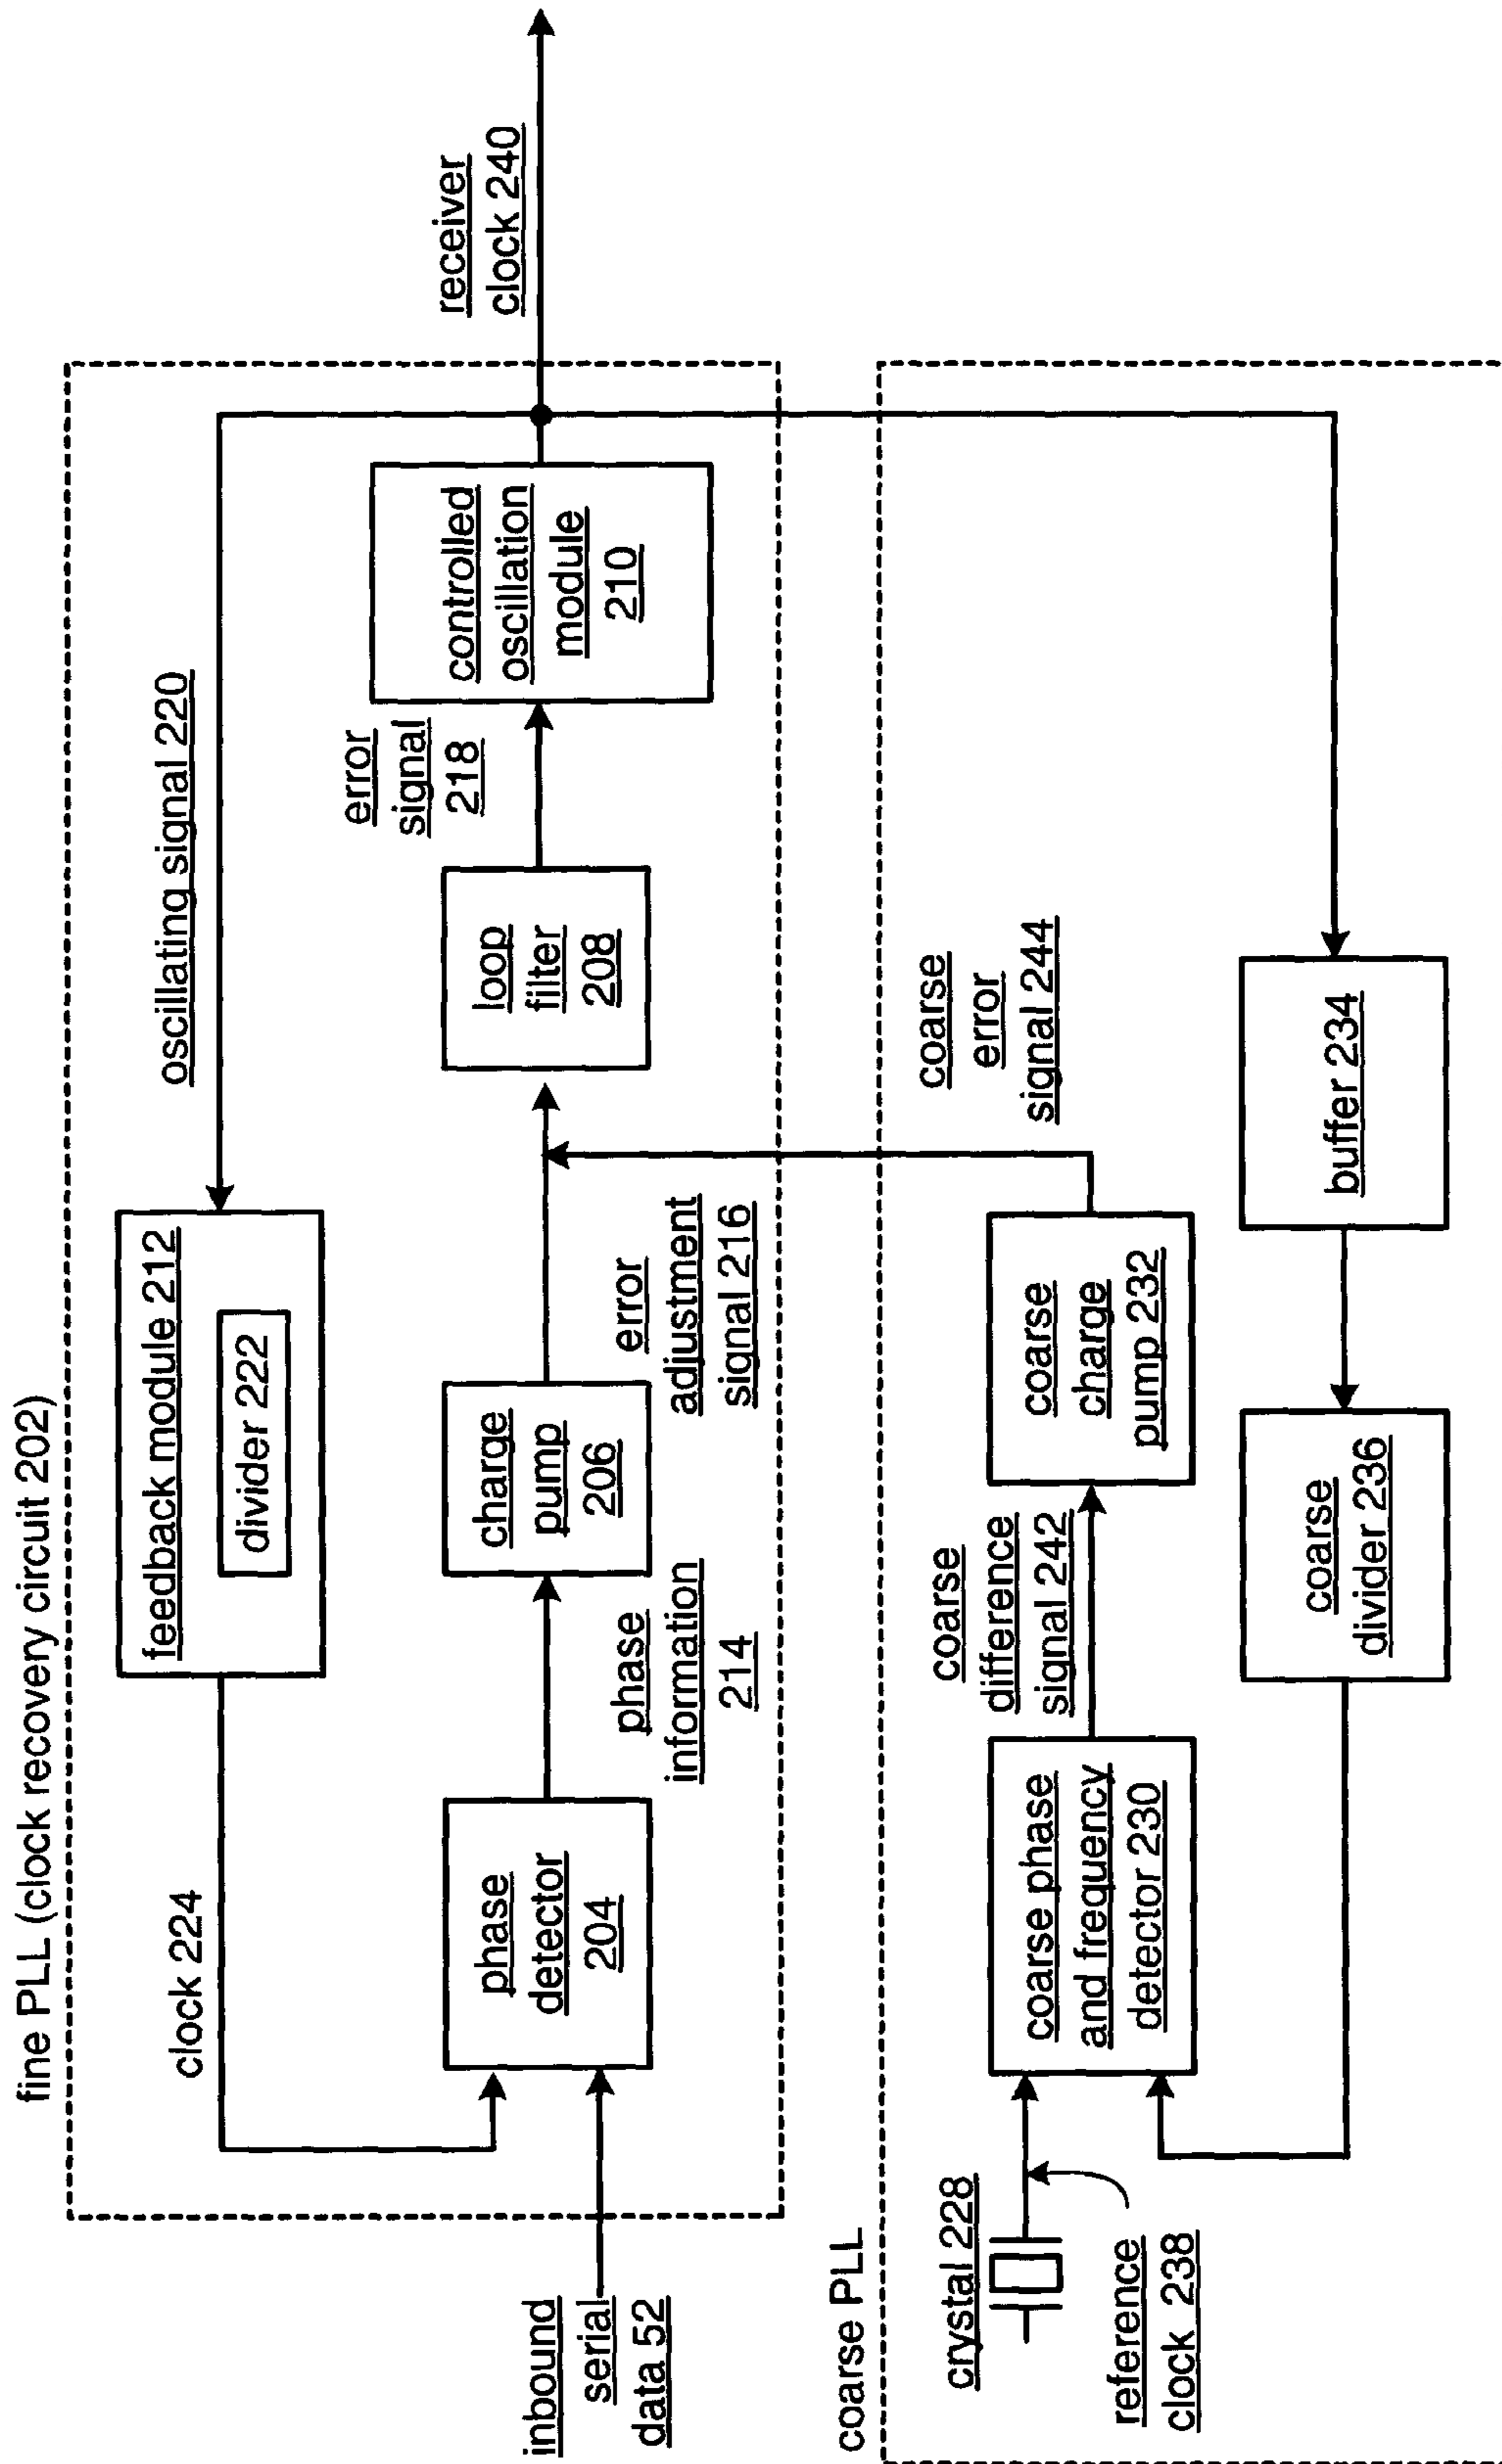 fine PLL (clock recovery circuit 202)
clock 224
feedback module 212
divider 222
oscillating signal 220
inbound
serial
data 52
phase
detector
204
phase
information
214
charge
pump
206
error
adjustment
signal 216
loop
filter
208
error
signal
218
controlled
oscillation
module
210
receiver
clock 240
coarse PLL
crystal 228
reference
clock 238
coarse phase
and frequency
detector 230
coarse
difference
signal 242
coarse
charge
pump 232
coarse
error
signal 244
coarse
divider 236
buffer 234